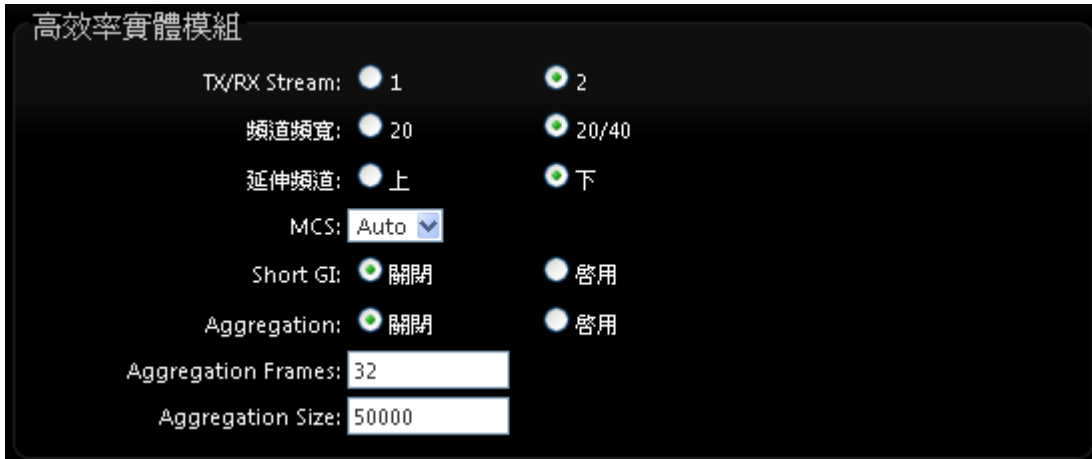 高效率實體模組
TX/RX Stream: 1 2
頻道頻寬: 20 20/40
延伸頻道: 上 下
MCS: Auto
Short GI: 關閉 啓用
Aggregation: 關閉 啓用
Aggregation Frames: 32
Aggregation Size: 50000